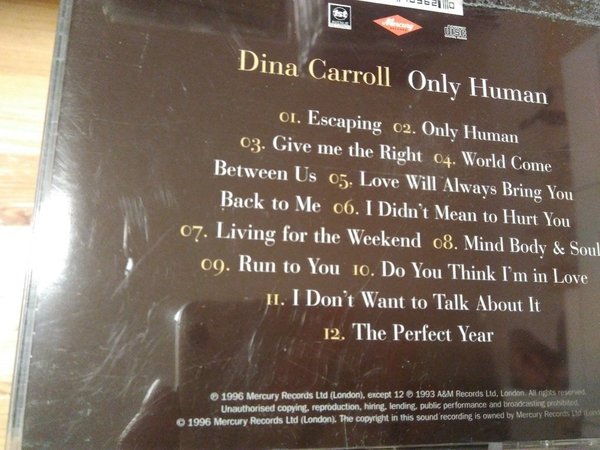 Dina Carroll Only Human
01. Escaping 02. Only Human
03. Give me the Right 04. World Come
Between Us 05. Love Will Always Bring You
Back to Me 06. I Didn't Mean to Hurt You
07. Living for the Weekend 08. Mind Body & Soul
09. Run to You 10. Do You Think I'm in Love
11. I Don't Want to Talk About It
12. The Perfect Year
℗ 1996 Mercury Records Ltd (London), except 12 ℗ 1993 A&M Records Ltd, London. All rights reserved.
Unauthorised copying, reproduction, hiring, lending, public performance and broadcasting prohibited.
© 1996 Mercury Records Ltd (London). The copyright in this sound recording is owned by Mercury Records Ltd (London).